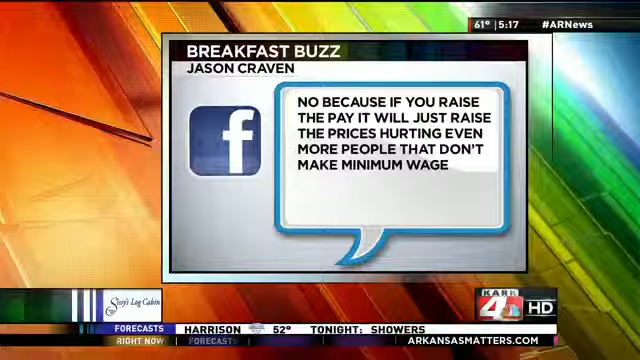 61° 5:17 #ARNews
BREAKFAST BUZZ
JASON CRAVEN
f
NO BECAUSE IF YOU RAISE
THE PAY IT WILL JUST RAISE
THE PRICES HURTING EVEN
MORE PEOPLE THAT DON'T
MAKE MINIMUM WAGE
KARK
4 HD
FORECASTS HARRISON 52° TONIGHT: SHOWERS
RIGHT NOW FORECASTS ARKANSASMATTERS.COM